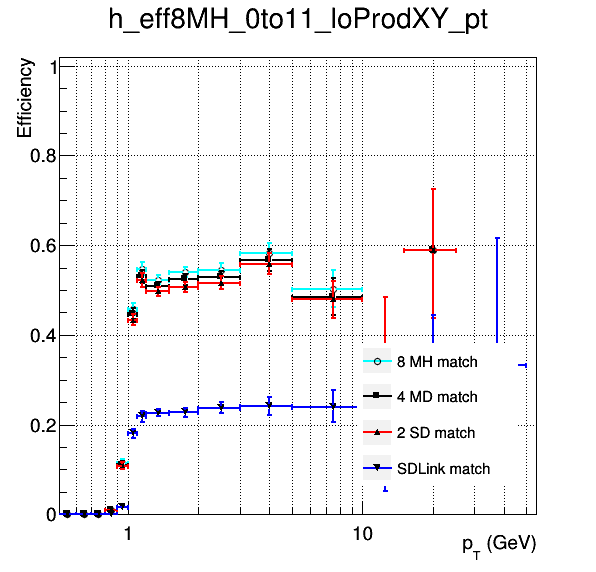 h_eff8MH_0to11_loProdXY_pt
Efficiency
1
0.8
0.6
0.4
0.2
0
8 MH match
4 MD match
2 SD match
SDLink match
1
10
p_T (GeV)